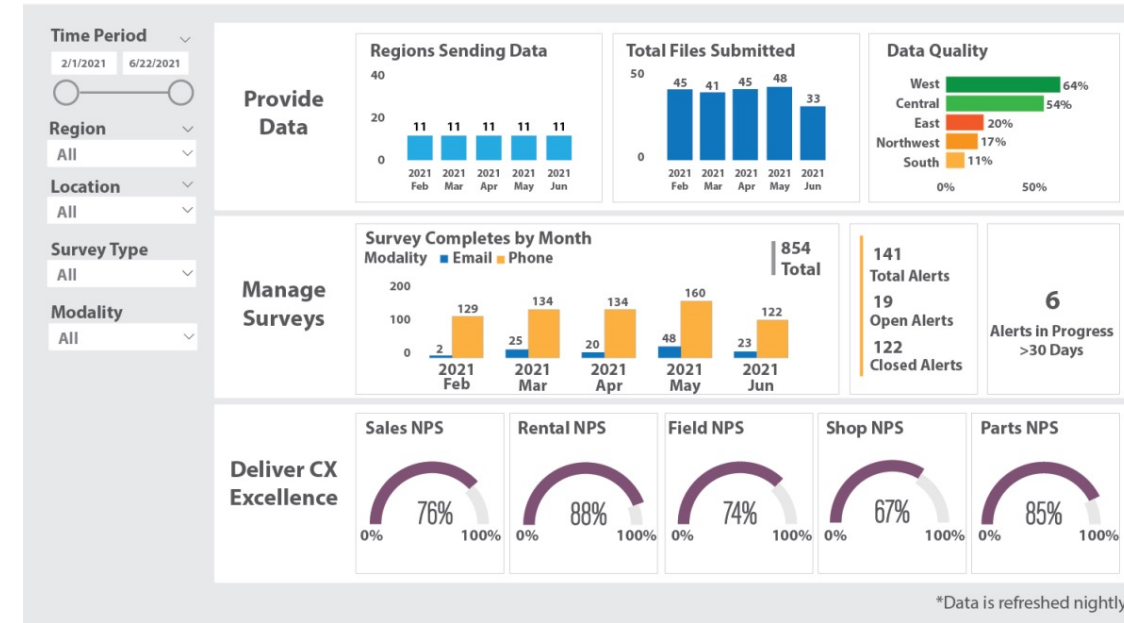 Time Period
2/1/2021 6/22/2021
Region
All
Location
All
Survey Type
All
Modality
All
Provide
Data
Regions Sending Data
40
20
0
11 11 11 11 11
2021 2021 2021 2021 2021
Feb Mar Apr May Jun
Total Files Submitted
50
0
45 41 45 48 33
2021 2021 2021 2021 2021
Feb Mar Apr May Jun
Data Quality
West 64%
Central 54%
East 20%
Northwest 17%
South 11%
0% 50%
Manage
Surveys
Survey Completes by Month
Modality Email Phone
854
Total
200
100
0
2 129 25 134 20 134 48 160 23 122
2021 2021 2021 2021 2021
Feb Mar Apr May Jun
141
Total Alerts
19
Open Alerts
122
Closed Alerts
6
Alerts in Progress
>30 Days
Deliver CX
Excellence
Sales NPS
76%
0% 100%
Rental NPS
88%
0% 100%
Field NPS
74%
0% 100%
Shop NPS
67%
0% 100%
Parts NPS
85%
0% 100%
*Data is refreshed nightly